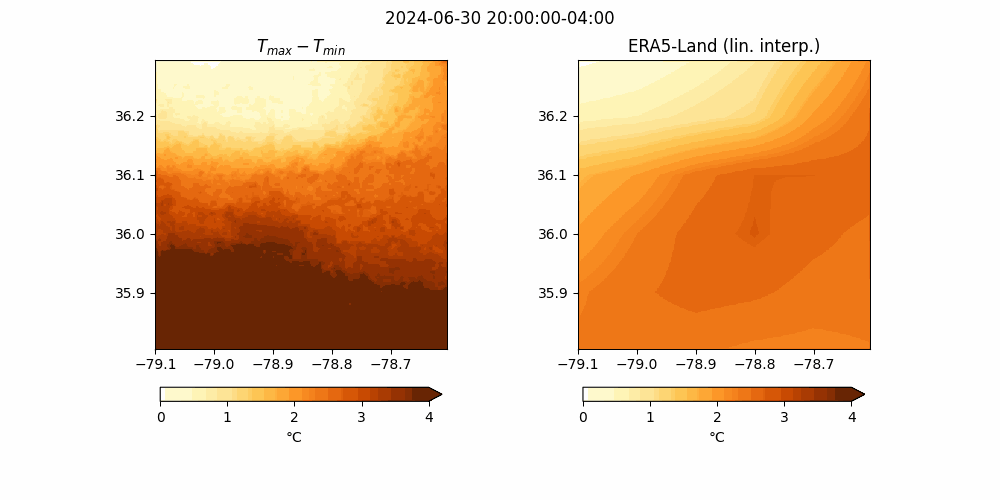 2024-06-30 20:00:00-04:00
T_max − T_min
ERA5-Land (lin. interp.)
36.2
36.1
36.0
35.9
−79.1 −79.0 −78.9 −78.8 −78.7
0 1 2 3 4
°C
36.2
36.1
36.0
35.9
−79.1 −79.0 −78.9 −78.8 −78.7
0 1 2 3 4
°C